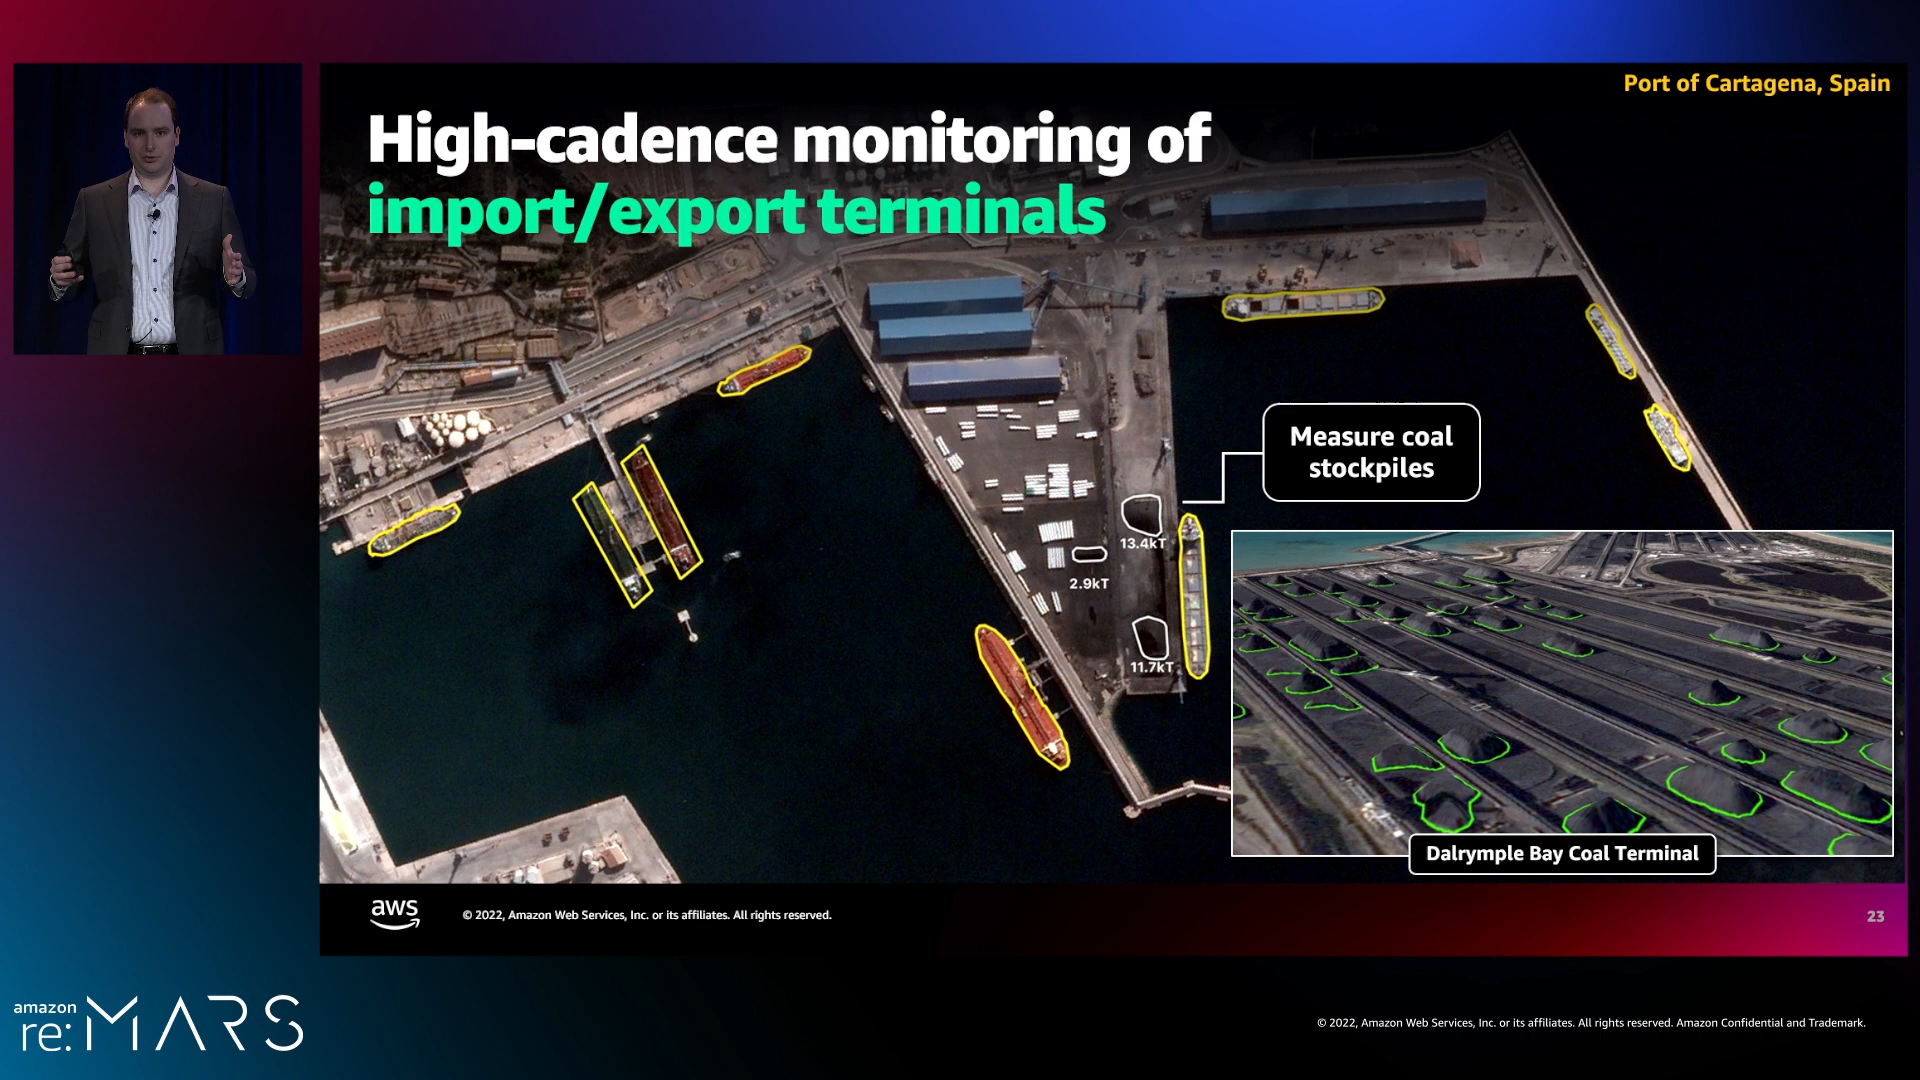 Port of Cartagena, Spain
High-cadence monitoring of
import/export terminals
Measure coal
stockpiles
13.4kT
2.9kT
11.7kT
Dalrymple Bay Coal Terminal
aws
© 2022, Amazon Web Services, Inc. or its affiliates. All rights reserved.
23
amazon
re:MARS
© 2022, Amazon Web Services, Inc. or its affiliates. All rights reserved. Amazon Confidential and Trademark.